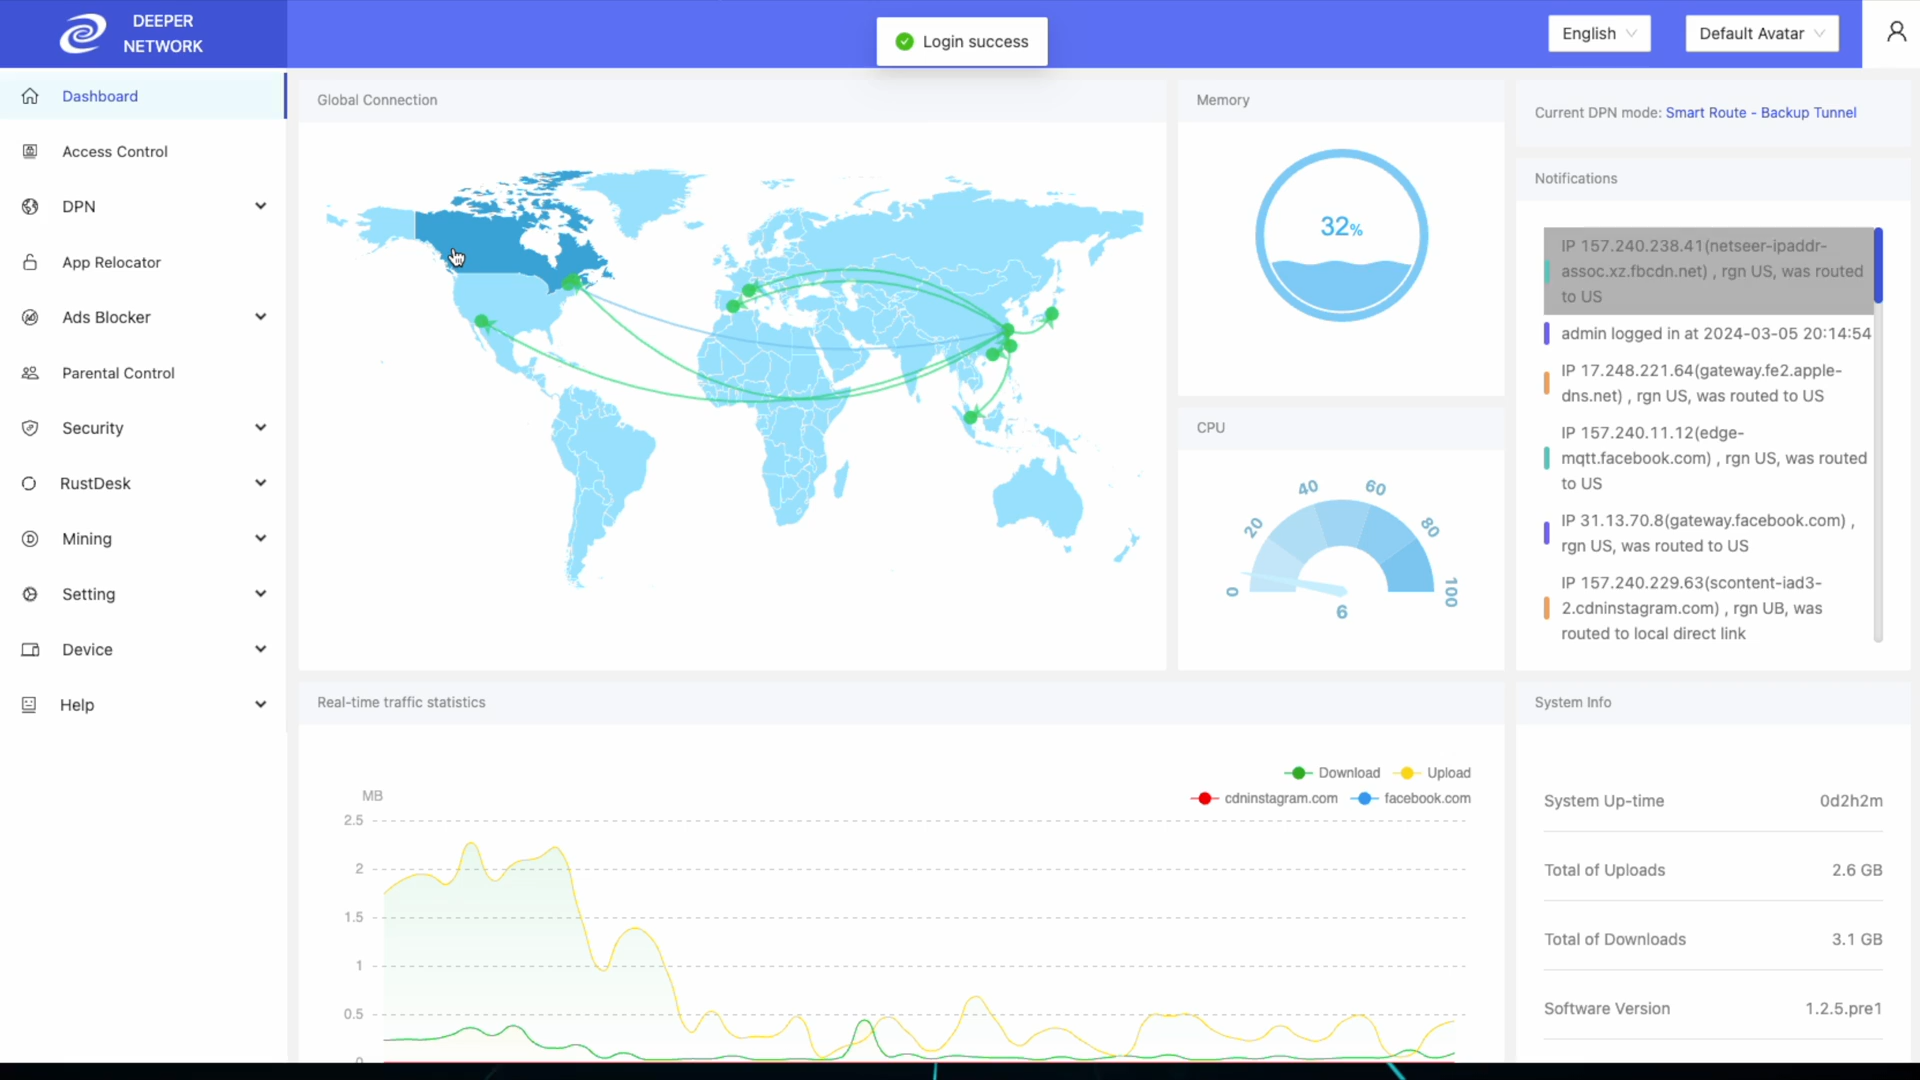 DEEPER
NETWORK
Login success
English
Default Avatar
Dashboard
Access Control
DPN
App Relocator
Ads Blocker
Parental Control
Security
RustDesk
Mining
Setting
Device
Help
Global Connection
Memory
32%
CPU
0
20
40
60
80
100
6
Current DPN mode: Smart Route - Backup Tunnel
Notifications
IP 157.240.238.41(netseer-ipaddr-
assoc.xz.fbcdn.net) , rgn US, was routed
to US
admin logged in at 2024-03-05 20:14:54
IP 17.248.221.64(gateway.fe2.apple-
dns.net) , rgn US, was routed to US
IP 157.240.11.12(edge-
mqtt.facebook.com) , rgn US, was routed
to US
IP 31.13.70.8(gateway.facebook.com) ,
rgn US, was routed to US
IP 157.240.229.63(scontent-iad3-
2.cdninstagram.com) , rgn UB, was
routed to local direct link
Real-time traffic statistics
Download
Upload
cdninstagram.com
facebook.com
MB
2.5
2
1.5
1
0.5
0
System Info
System Up-time 0d2h2m
Total of Uploads 2.6 GB
Total of Downloads 3.1 GB
Software Version 1.2.5.pre1